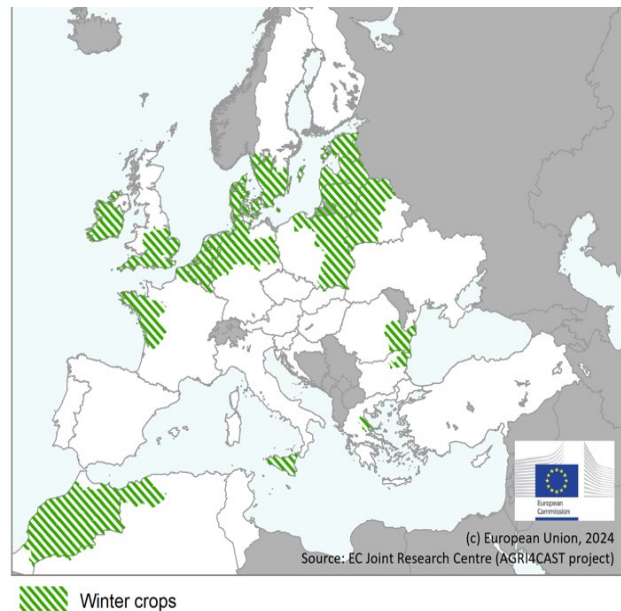 European
Commission
(c) European Union, 2024
Source: EC Joint Research Centre (AGRI4CAST project)
Winter crops